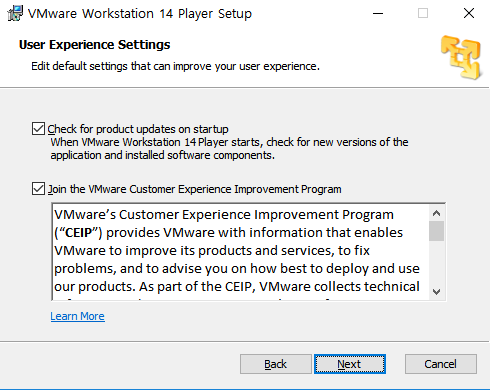 VMware Workstation 14 Player Setup
User Experience Settings
Edit default settings that can improve your user experience.
Check for product updates on startup
When VMware Workstation 14 Player starts, check for new versions of the
application and installed software components.
Join the VMware Customer Experience Improvement Program
VMware's Customer Experience Improvement Program
("CEIP") provides VMware with information that enables
VMware to improve its products and services, to fix
problems, and to advise you on how best to deploy and use
our products. As part of the CEIP, VMware collects technical
Learn More
Back Next Cancel